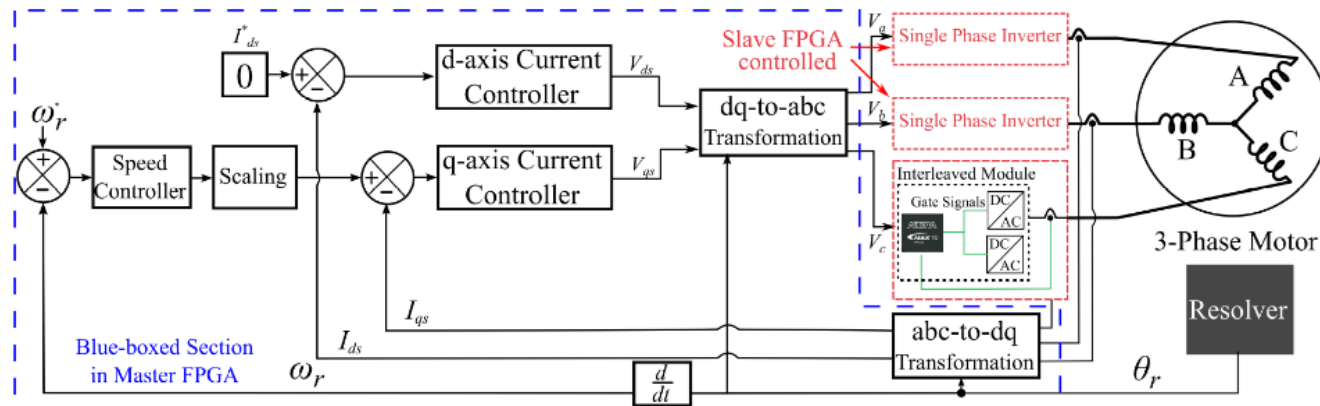 I*ds
0
+
−
d-axis Current
Controller
Vds
dq-to-abc
Transformation
Va
Vb
Vc
Slave FPGA
controlled
Single Phase Inverter
Single Phase Inverter
Interleaved Module
Gate Signals
DC
AC
DC
AC
A
B
C
3-Phase Motor
ω*r
+
−
Speed
Controller
Scaling
+
−
q-axis Current
Controller
Vqs
Iqs
Ids
abc-to-dq
Transformation
Resolver
Blue-boxed Section
in Master FPGA
ωr
d
dt
θr